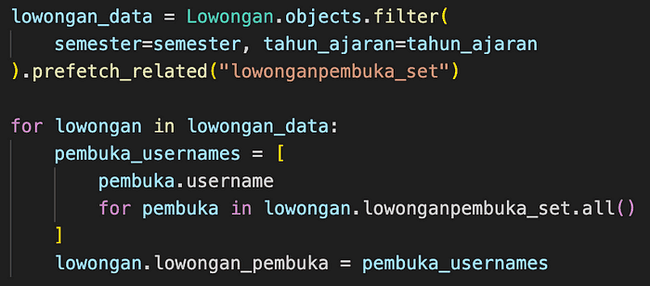 lowongan_data = Lowongan.objects.filter(
    semester=semester, tahun_ajaran=tahun_ajaran
).prefetch_related("lowonganpembuka_set")

for lowongan in lowongan_data:
    pembuka_usernames = [
        pembuka.username
        for pembuka in lowongan.lowonganpembuka_set.all()
    ]
    lowongan.lowongan_pembuka = pembuka_usernames